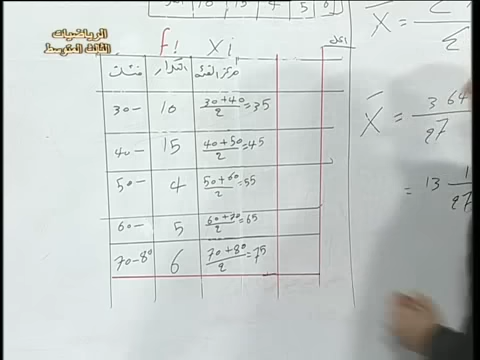 الرياضيات
الثالث المتوسط
fi Xi
فئات التكرار مركز الفئة
30- 10 30+40/2=35
40- 15 40+50/2=45
50- 4 50+60/2=55
60- 5 60+70/2=65
70-80 6 70+80/2=75
X̄ =
X̄ = 364/27
= 13